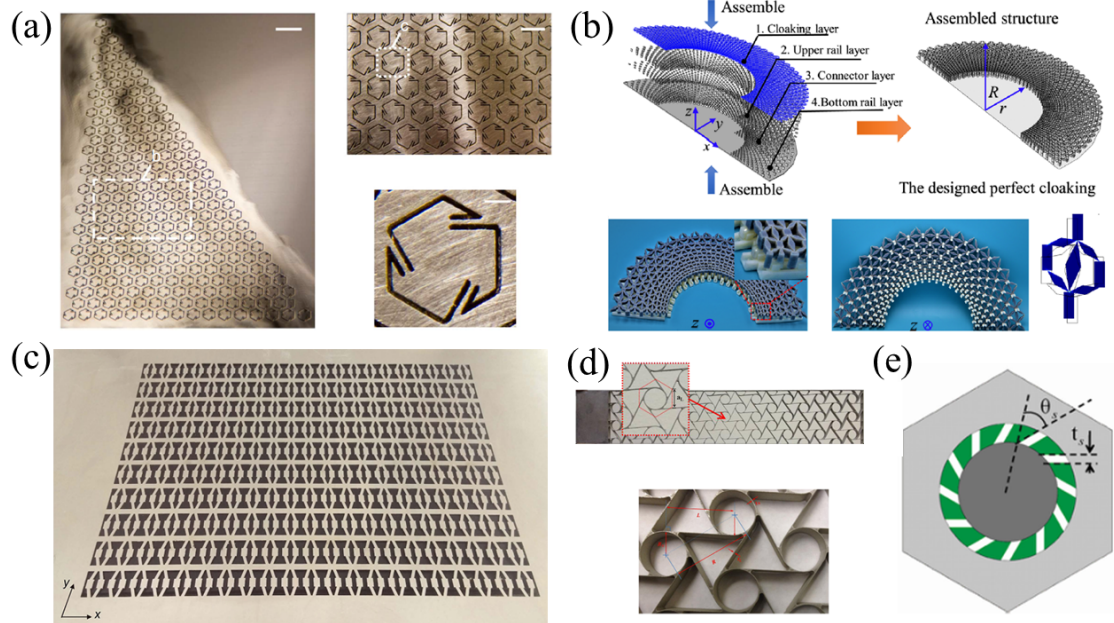 (a)
b
c
(b)
Assemble
1. Cloaking layer
2. Upper rail layer
3. Connector layer
4.Bottom rail layer
z
y
x
Assemble
Assembled structure
R
r
The designed perfect cloaking
z
z
(c)
y
x
(d)
L
(e)
θs
ts